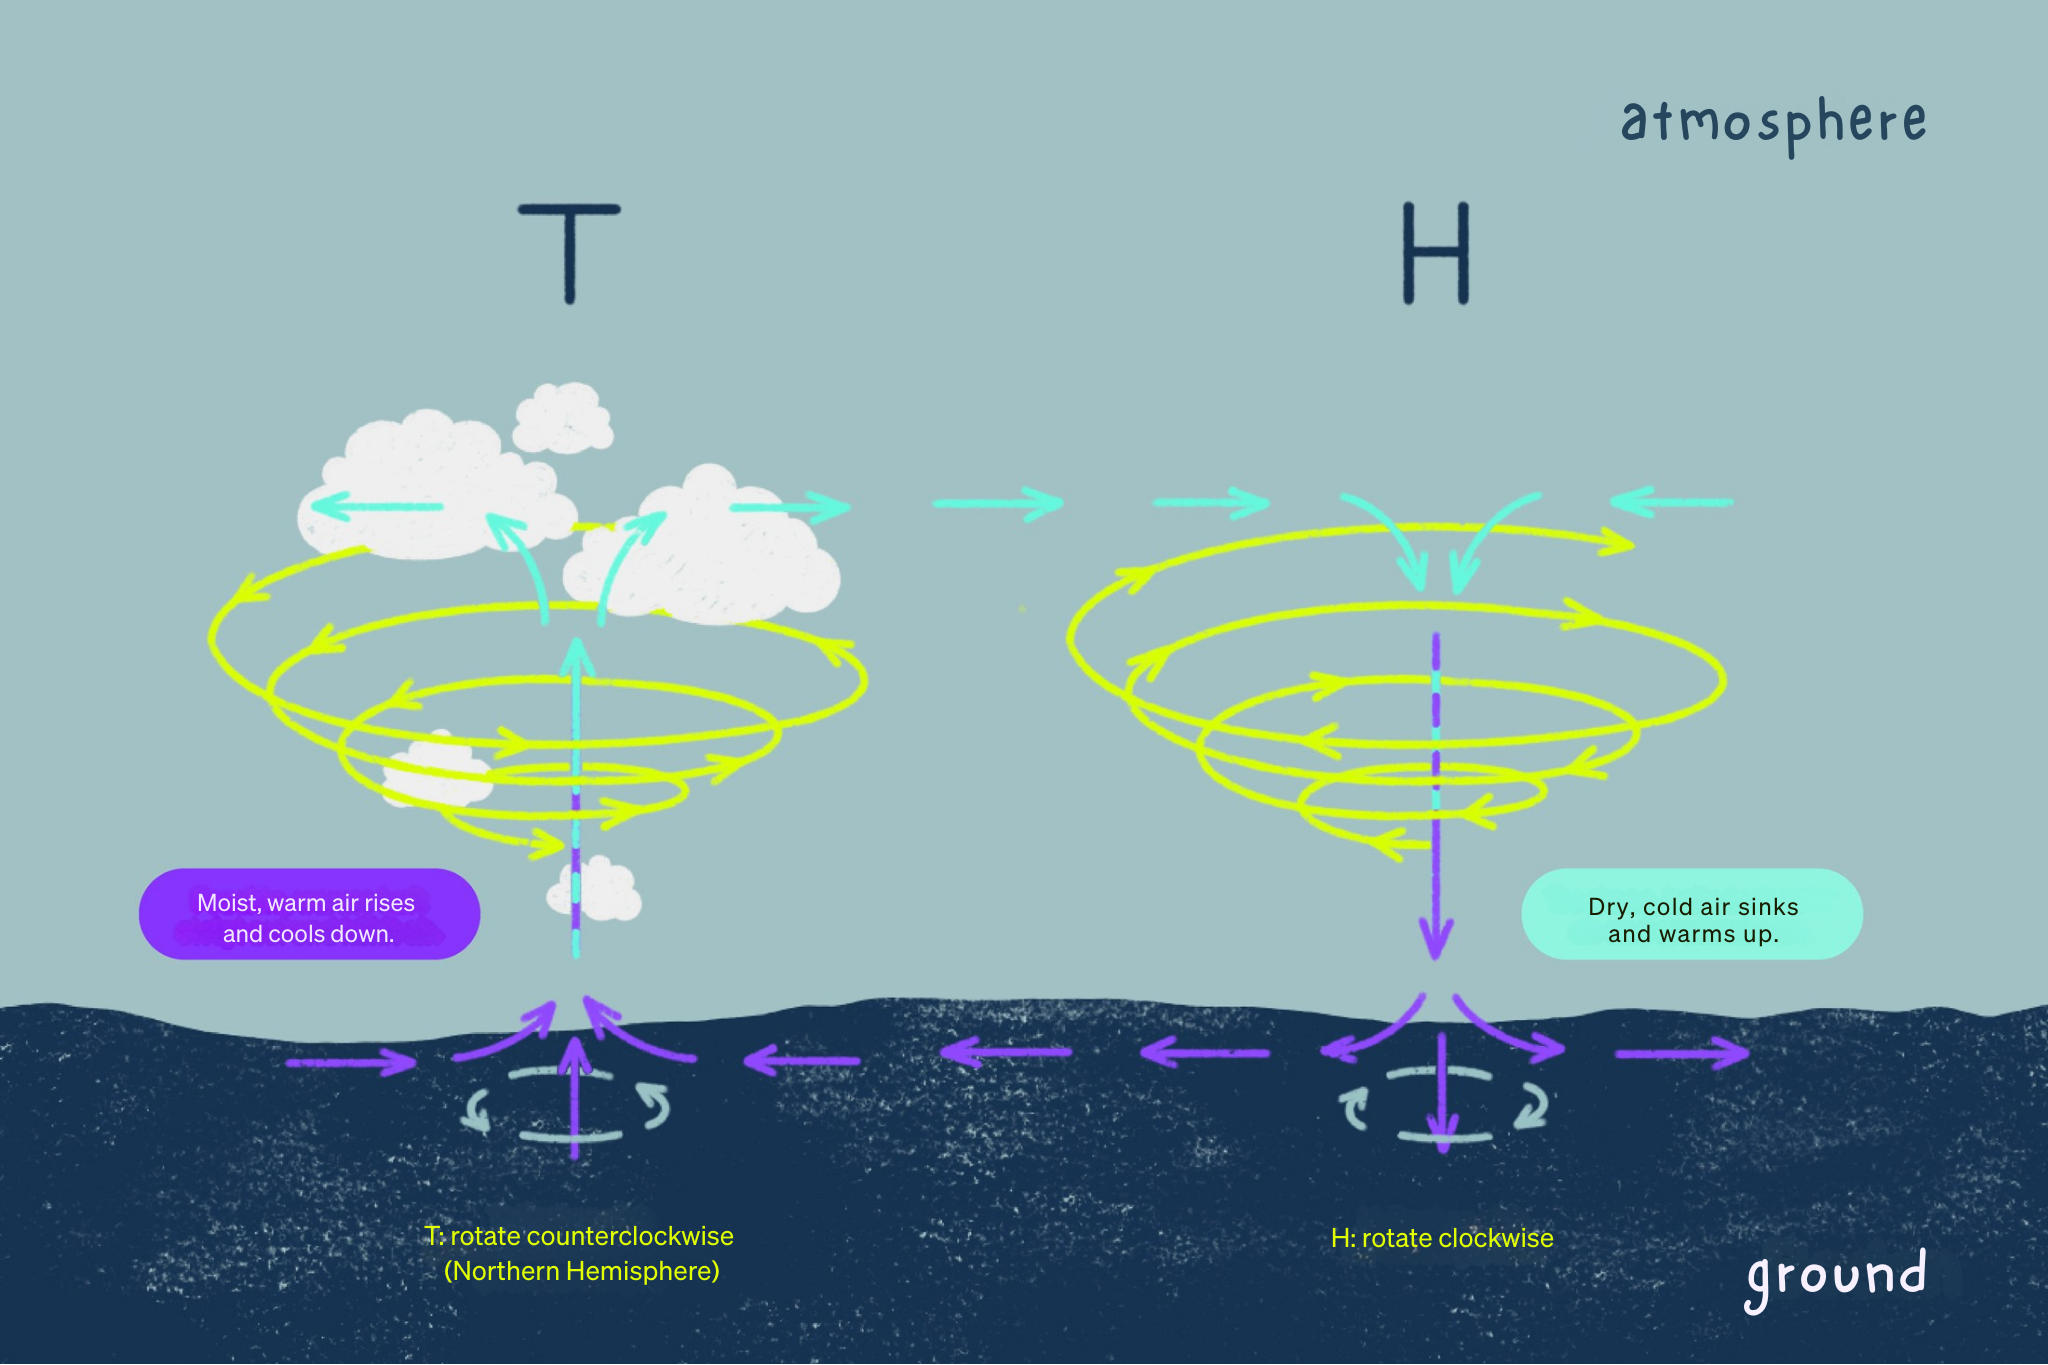 atmosphere
T
H
Moist, warm air rises
and cools down.
Dry, cold air sinks
and warms up.
T: rotate counterclockwise
(Northern Hemisphere)
H: rotate clockwise
ground